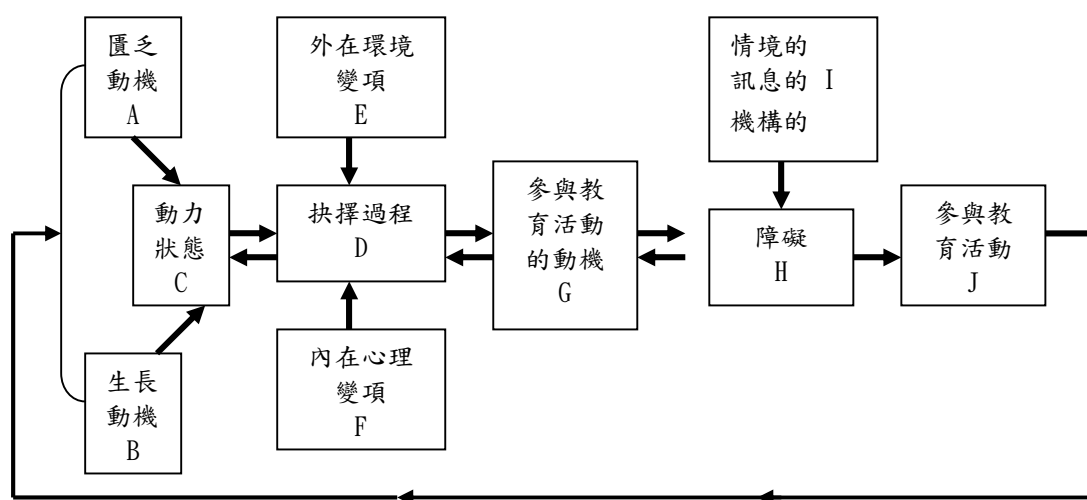 匱乏
動機
A
外在環境
變項
E
情境的
訊息的 I
機構的
動力
狀態
C
抉擇過程
D
參與教
育活動
的動機
G
障礙
H
參與教
育活動
J
生長
動機
B
內在心理
變項
F